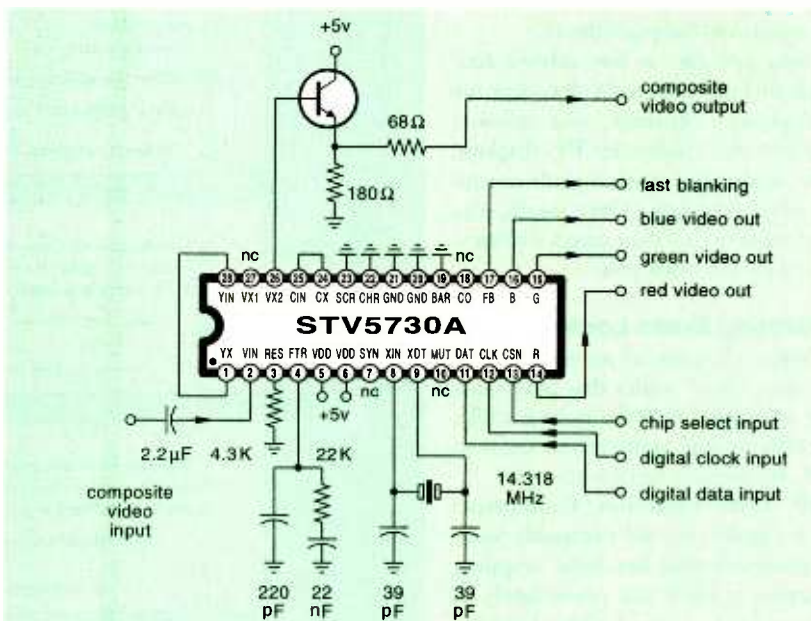 +5v
68Ω
composite
video output
180Ω
fast blanking
blue video out
green video out
red video out
nc
nc
28 27 26 25 24 23 22 21 20 19 18 17 16 15
YIN VX1 VX2 CIN CX SCR CHR GND GND BAR CO FB B G
STV5730A
YX VIN RES FTR VDD VDD SYN XIN XOT MUT DAT CLK CSN R
1 2 3 4 5 6 7 8 9 10 11 12 13 14
+5v
nc
nc
2.2µF
4.3K
22K
14.318
MHz
chip select input
digital clock input
digital data input
composite
video
input
220
pF
22
nF
39
pF
39
pF